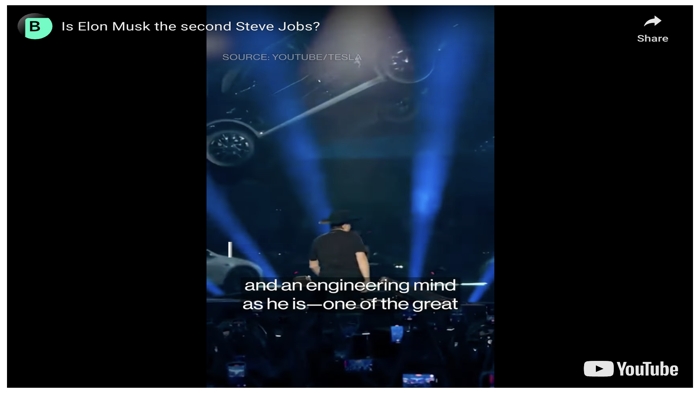 B
Is Elon Musk the second Steve Jobs?
Share
SOURCE: YOUTUBE/TESLA
and an engineering mind
as he is—one of the great
YouTube